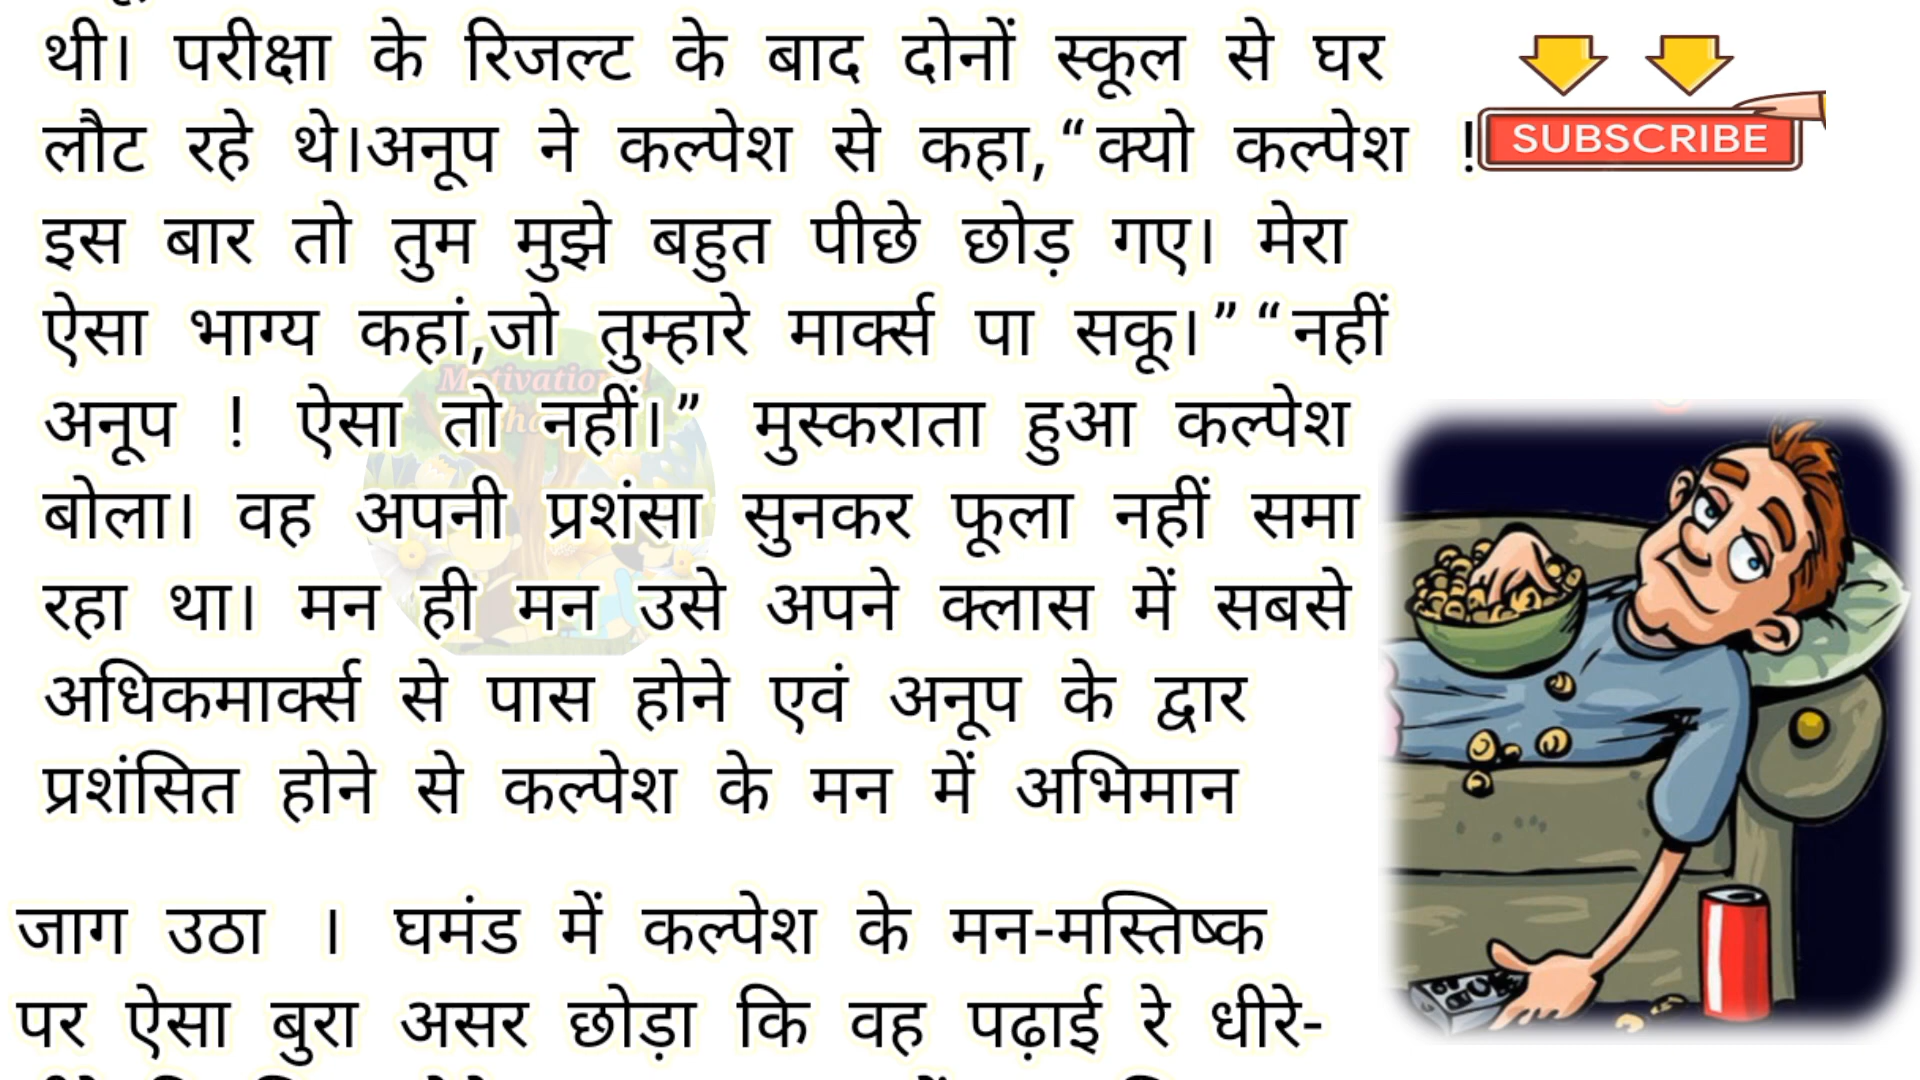 थी। परीक्षा के रिजल्ट के बाद दोनों स्कूल से घर
लौट रहे थे।अनूप ने कल्पेश से कहा,“क्यो कल्पेश !
SUBSCRIBE
इस बार तो तुम मुझे बहुत पीछे छोड़ गए। मेरा
ऐसा भाग्य कहां,जो तुम्हारे मार्क्स पा सकू।”“नहीं
Motivational
अनूप ! ऐसा तो नहीं।” मुस्कराता हुआ कल्पेश
बोला। वह अपनी प्रशंसा सुनकर फूला नहीं समा
रहा था। मन ही मन उसे अपने क्लास में सबसे
अधिकमार्क्स से पास होने एवं अनूप के द्वार
प्रशंसित होने से कल्पेश के मन में अभिमान
जाग उठा । घमंड में कल्पेश के मन-मस्तिष्क
पर ऐसा बुरा असर छोड़ा कि वह पढ़ाई रे धीरे-